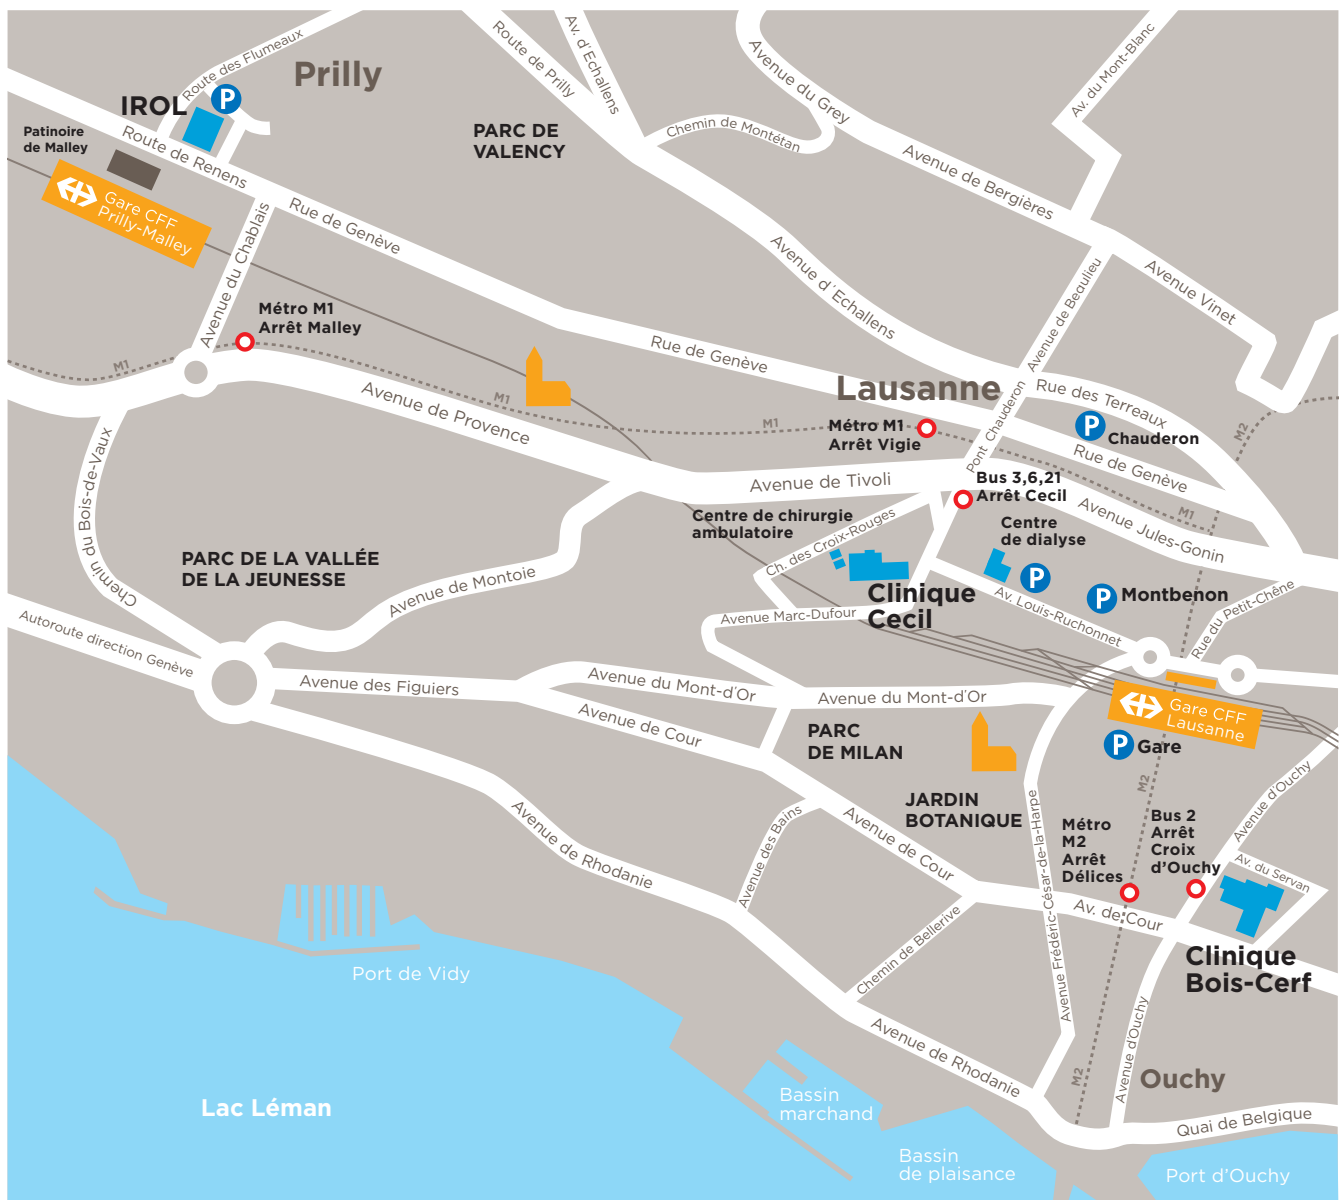 Route des Flumeaux
Prilly
IROL
P
Patinoire
de Malley
Route de Renens
Gare CFF
Prilly-Malley
Avenue du Chablais
Rue de Genève
Route de Prilly
Av. d'Echallens
PARC DE
VALENCY
Chemin de Montétan
Avenue du Grey
Av. du Mont-Blanc
Avenue de Bergières
Avenue d'Echallens
Avenue de Beaulieu
Avenue Vinet
Métro M1
Arrêt Malley
M1
Avenue de Provence
M1
Rue de Genève
Lausanne
M1
Métro M1
Arrêt Vigie
Pont Chauderon
Rue des Terreaux
P
Chauderon
Rue de Genève
M2
M1
Avenue de Tivoli
Bus 3,6,21
Arrêt Cecil
Avenue Jules-Gonin
Centre de chirurgie
ambulatoire
Ch. des Croix-Rouges
Centre
de dialyse
P
P
Montbenon
Clinique
Cecil
Av. Louis-Ruchonnet
Rue du Petit-Chêne
Avenue Marc-Dufour
Chemin du Bois-de-Vaux
PARC DE LA VALLÉE
DE LA JEUNESSE
Avenue de Montoie
Autoroute direction Genève
Avenue des Figuiers
Avenue du Mont-d'Or
Avenue du Mont-d'Or
Avenue de Cour
Gare CFF
Lausanne
P
Gare
PARC
DE MILAN
JARDIN
BOTANIQUE
M2
Avenue d'Ouchy
Avenue de Rhodanie
Avenue des Bains
Avenue de Cour
Avenue Frédéric-César-de-la-Harpe
Métro
M2
Arrêt
Délices
Bus 2
Arrêt
Croix
d'Ouchy
Av. du Servan
Av. de Cour
Clinique
Bois-Cerf
Chemin de Bellerive
Port de Vidy
Avenue de Rhodanie
Avenue d'Ouchy
M2
Ouchy
Lac Léman
Bassin
marchand
Quai de Belgique
Bassin
de plaisance
Port d'Ouchy